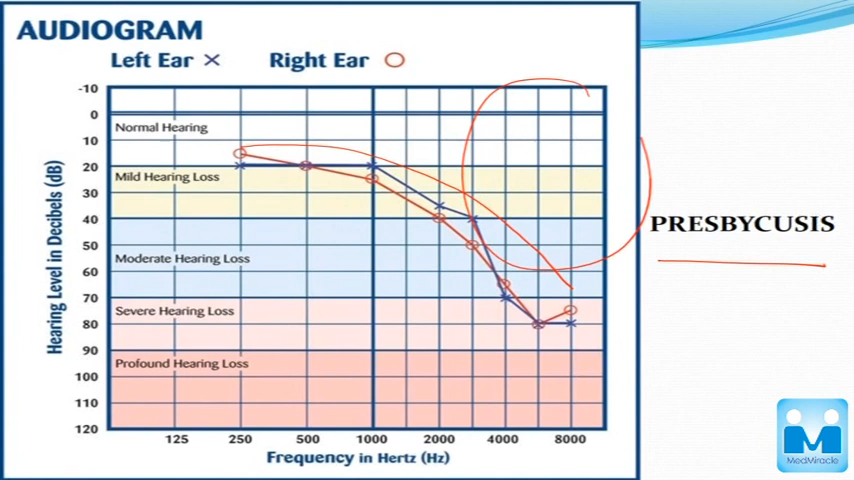 AUDIOGRAM
Left Ear × Right Ear ○
PRESBYCUSIS
Hearing Level in Decibels (dB)
-10
0
10
20
30
40
50
60
70
80
90
100
110
120
Normal Hearing
Mild Hearing Loss
Moderate Hearing Loss
Severe Hearing Loss
Profound Hearing Loss
125 250 500 1000 2000 4000 8000
Frequency in Hertz (Hz)
MedMiracle